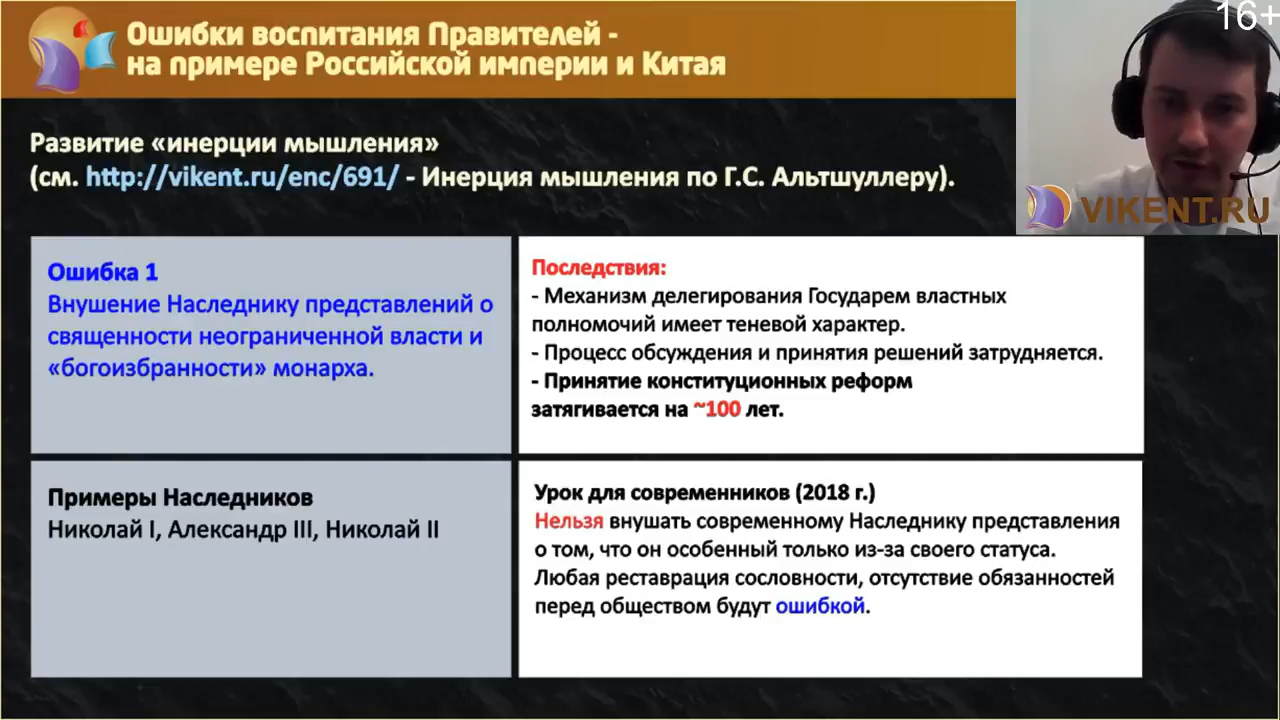 Ошибки воспитания Правителей -
на примере Российской империи и Китая
16+
Развитие «инерции мышления»
(см. http://vikent.ru/enc/691/ - Инерция мышления по Г.С. Альтшуллеру).
VIKENT.RU
Ошибка 1
Внушение Наследнику представлений о
священности неограниченной власти и
«богоизбранности» монарха.
Последствия:
- Механизм делегирования Государем властных
полномочий имеет теневой характер.
- Процесс обсуждения и принятия решений затрудняется.
- Принятие конституционных реформ
затягивается на ~100 лет.
Примеры Наследников
Николай I, Александр III, Николай II
Урок для современников (2018 г.)
Нельзя внушать современному Наследнику представления
о том, что он особенный только из-за своего статуса.
Любая реставрация сословности, отсутствие обязанностей
перед обществом будут ошибкой.